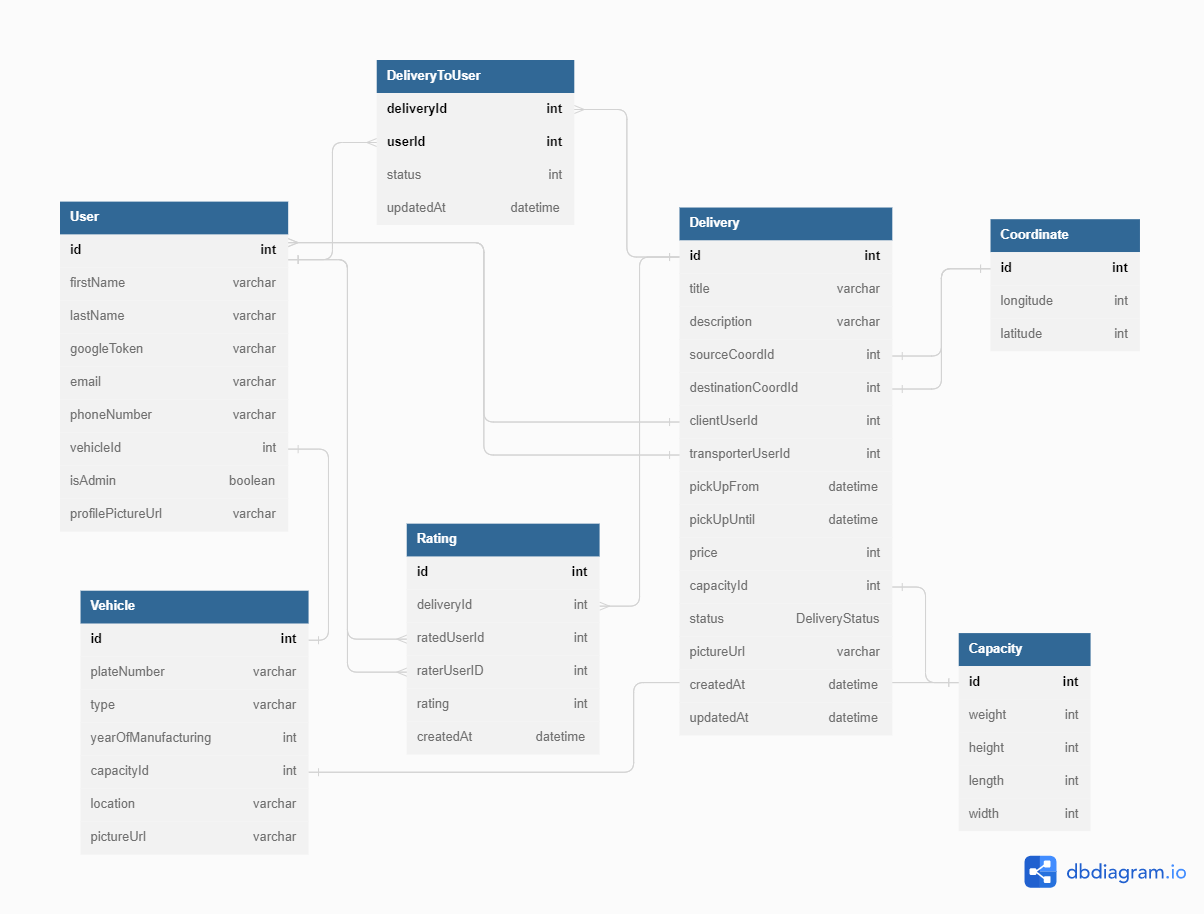 DeliveryToUser
deliveryId int
userId int
status int
updatedAt datetime
User
id int
firstName varchar
lastName varchar
googleToken varchar
email varchar
phoneNumber varchar
vehicleId int
isAdmin boolean
profilePictureUrl varchar
Delivery
id int
title varchar
description varchar
sourceCoordId int
destinationCoordId int
clientUserId int
transporterUserId int
pickUpFrom datetime
pickUpUntil datetime
price int
capacityId int
status DeliveryStatus
pictureUrl varchar
createdAt datetime
updatedAt datetime
Coordinate
id int
longitude int
latitude int
Rating
id int
deliveryId int
ratedUserId int
raterUserID int
rating int
createdAt datetime
Vehicle
id int
plateNumber varchar
type varchar
yearOfManufacturing int
capacityId int
location varchar
pictureUrl varchar
Capacity
id int
weight int
height int
length int
width int
dbdiagram.io